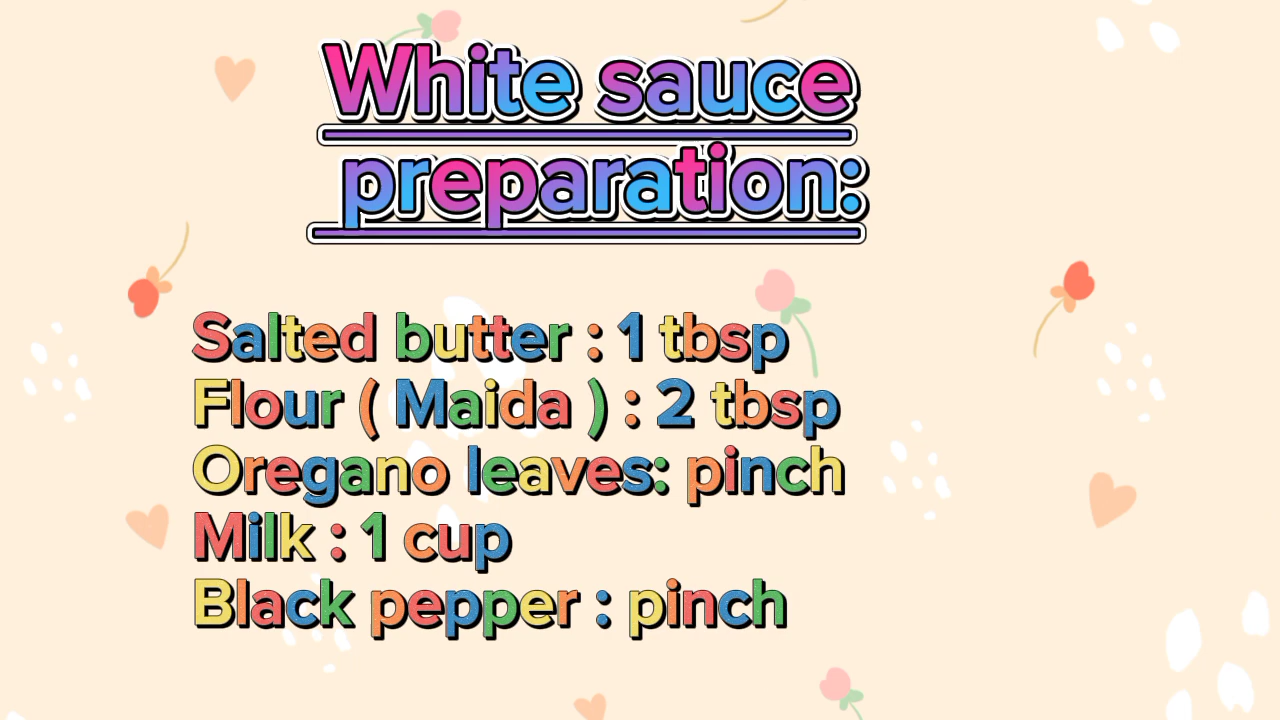 White sauce
preparation:
Salted butter : 1 tbsp
Flour ( Maida ) : 2 tbsp
Oregano leaves: pinch
Milk : 1 cup
Black pepper : pinch